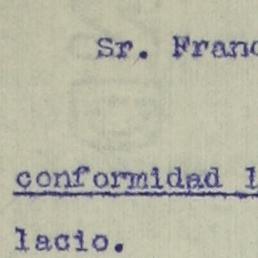 Sr. Franc
conformidad l
lacio.